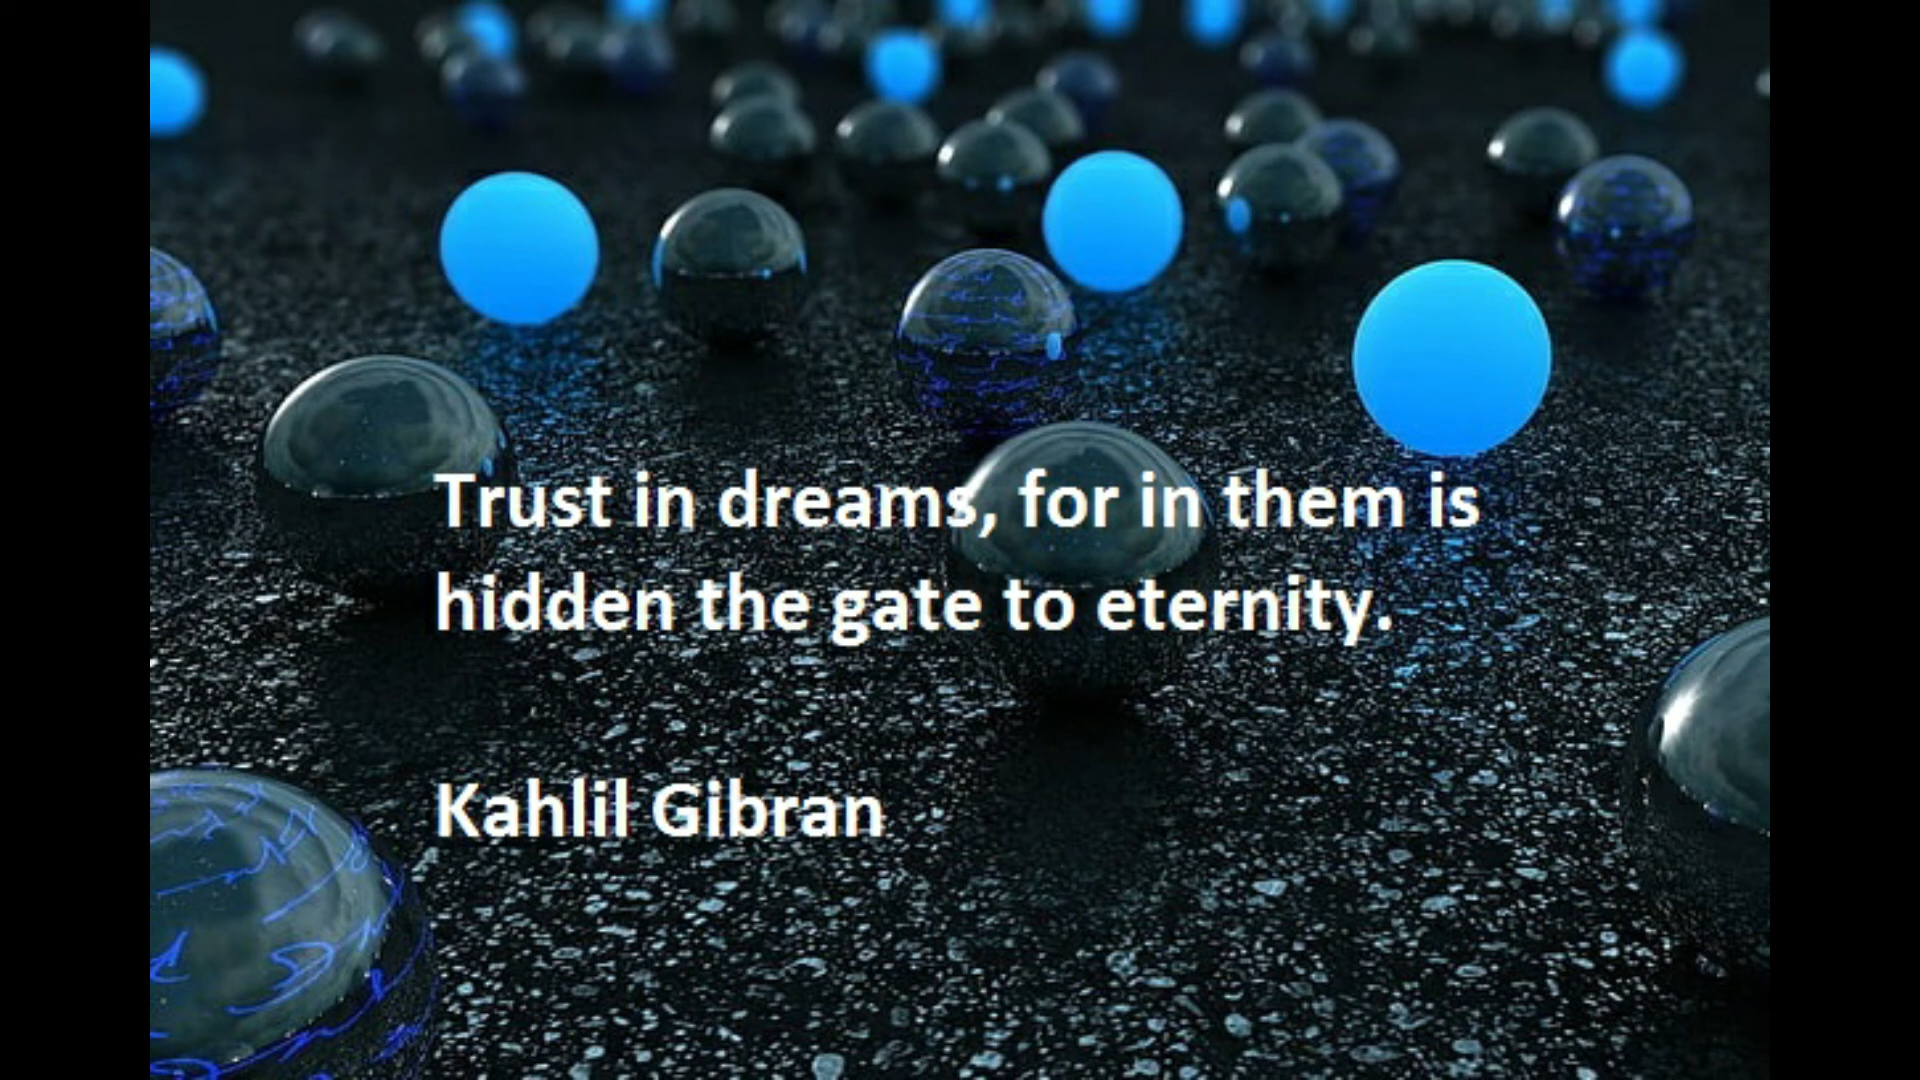 Trust in dreams, for in them is
hidden the gate to eternity.
Kahlil Gibran